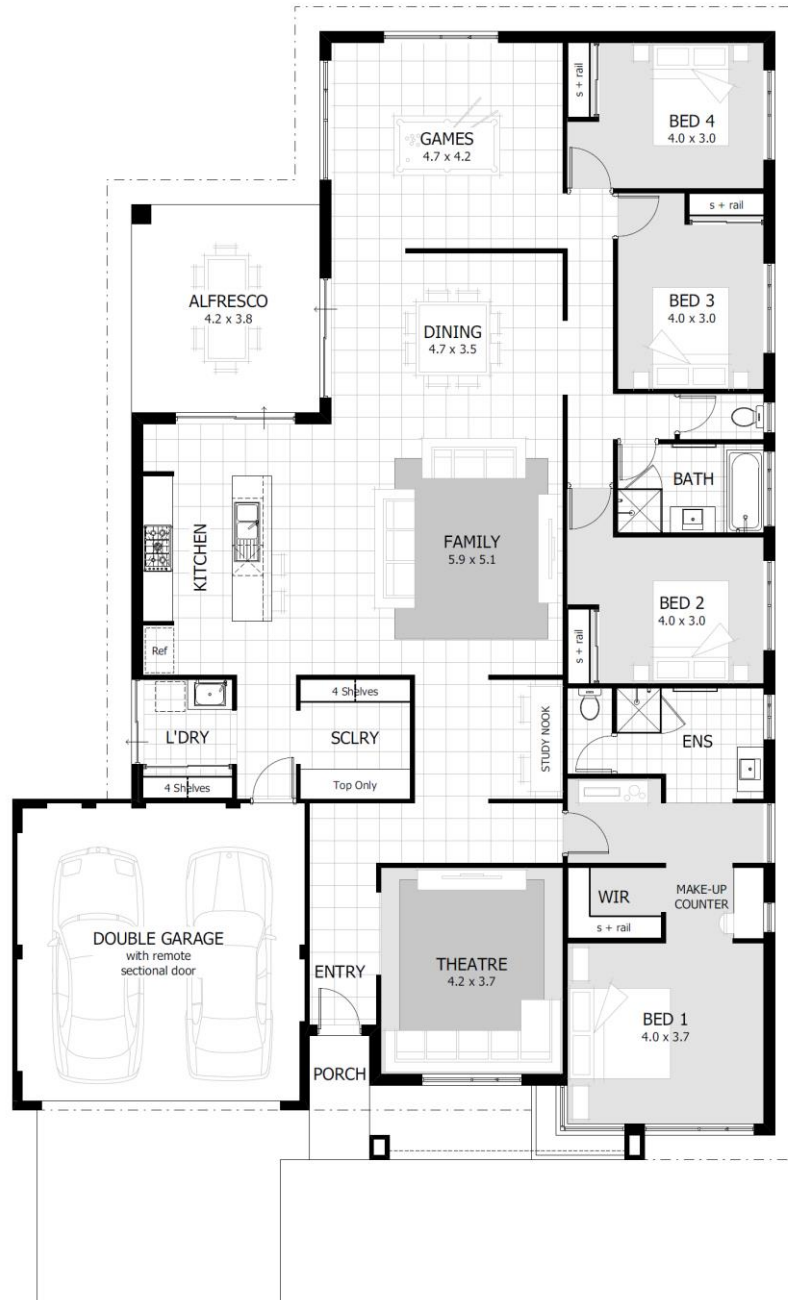 GAMES
4.7 x 4.2
s + rail
BED 4
4.0 x 3.0
s + rail
BED 3
4.0 x 3.0
ALFRESCO
4.2 x 3.8
DINING
4.7 x 3.5
BATH
KITCHEN
FAMILY
5.9 x 5.1
BED 2
4.0 x 3.0
s + rail
Ref
4 Shelves
L'DRY
SCLRY
STUDY NOOK
ENS
4 Shelves
Top Only
WIR
s + rail
MAKE-UP
COUNTER
DOUBLE GARAGE
with remote
sectional door
ENTRY
THEATRE
4.2 x 3.7
BED 1
4.0 x 3.7
PORCH